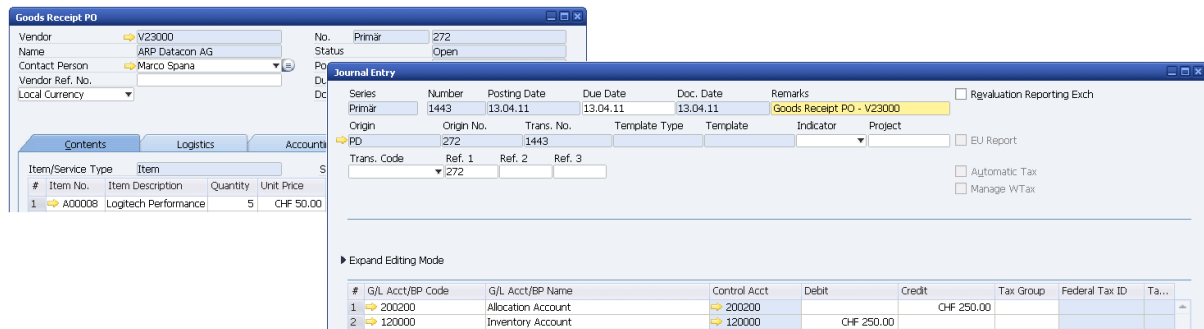 Goods Receipt PO
Vendor V23000 No. Primär 272
Name ARP Datacon AG Status Open
Contact Person Marco Spana Po
Vendor Ref. No. Du
Local Currency Do
Contents Logistics Accounti
Item/Service Type Item S
# Item No. Item Description Quantity Unit Price
1 A00008 Logitech Performance 5 CHF 50.00
Journal Entry
Series Number Posting Date Due Date Doc. Date Remarks Revaluation Reporting Exch
Primär 1443 13.04.11 13.04.11 13.04.11 Goods Receipt PO - V23000
Origin Origin No. Trans. No. Template Type Template Indicator Project
PD 272 1443 EU Report
Trans. Code Ref. 1 Ref. 2 Ref. 3
272 Automatic Tax
Manage WTax
Expand Editing Mode
# G/L Acct/BP Code G/L Acct/BP Name Control Acct Debit Credit Tax Group Federal Tax ID Ta...
1 200200 Allocation Account 200200 CHF 250.00
2 120000 Inventory Account 120000 CHF 250.00